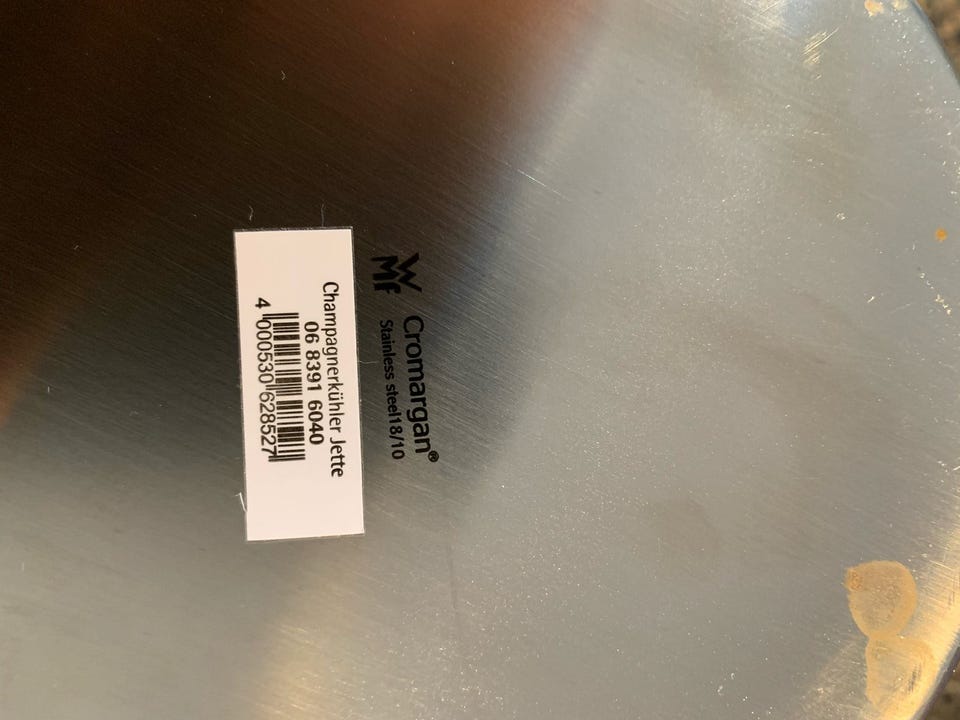 WMF Cromargan®
Stainless steel18/10
Champagnerkühler Jette
06 8391 6040
4 000530 628527